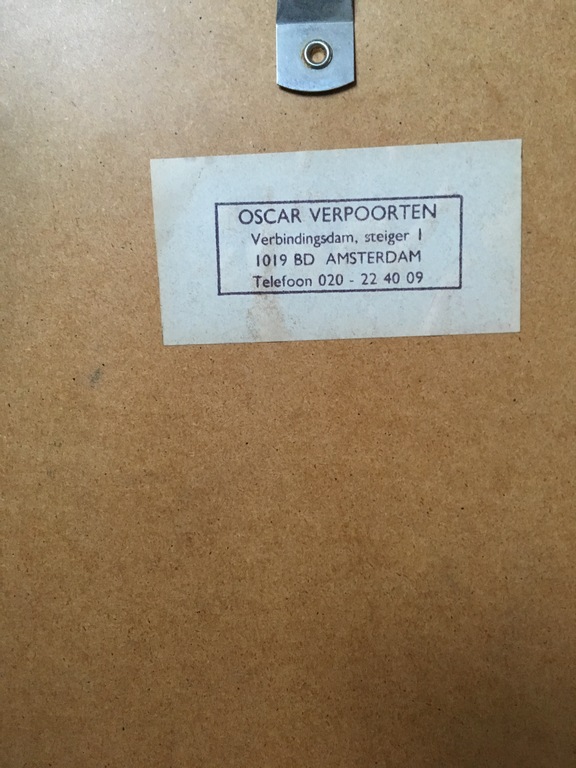 OSCAR VERPOORTEN
Verbindingsdam, steiger 1
1019 BD AMSTERDAM
Telefoon 020 - 22 40 09